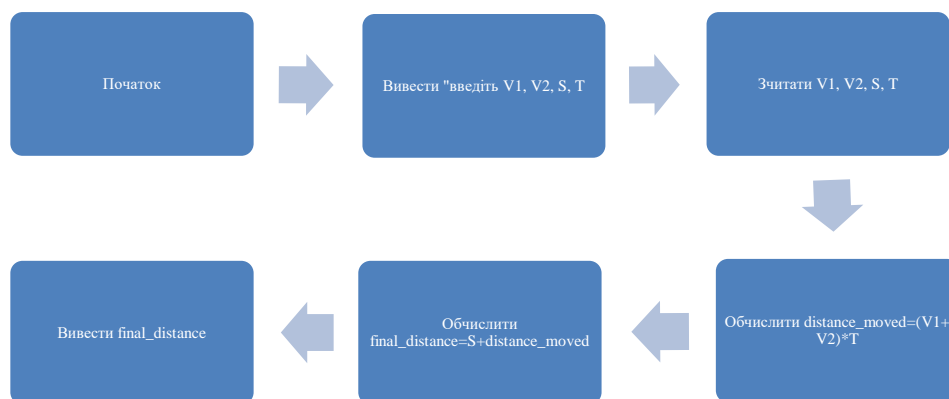 Початок
Вивести "введіть V1, V2, S, T
Зчитати V1, V2, S, T
Обчислити distance_moved=(V1+
V2)*T
Обчислити
final_distance=S+distance_moved
Вивести final_distance